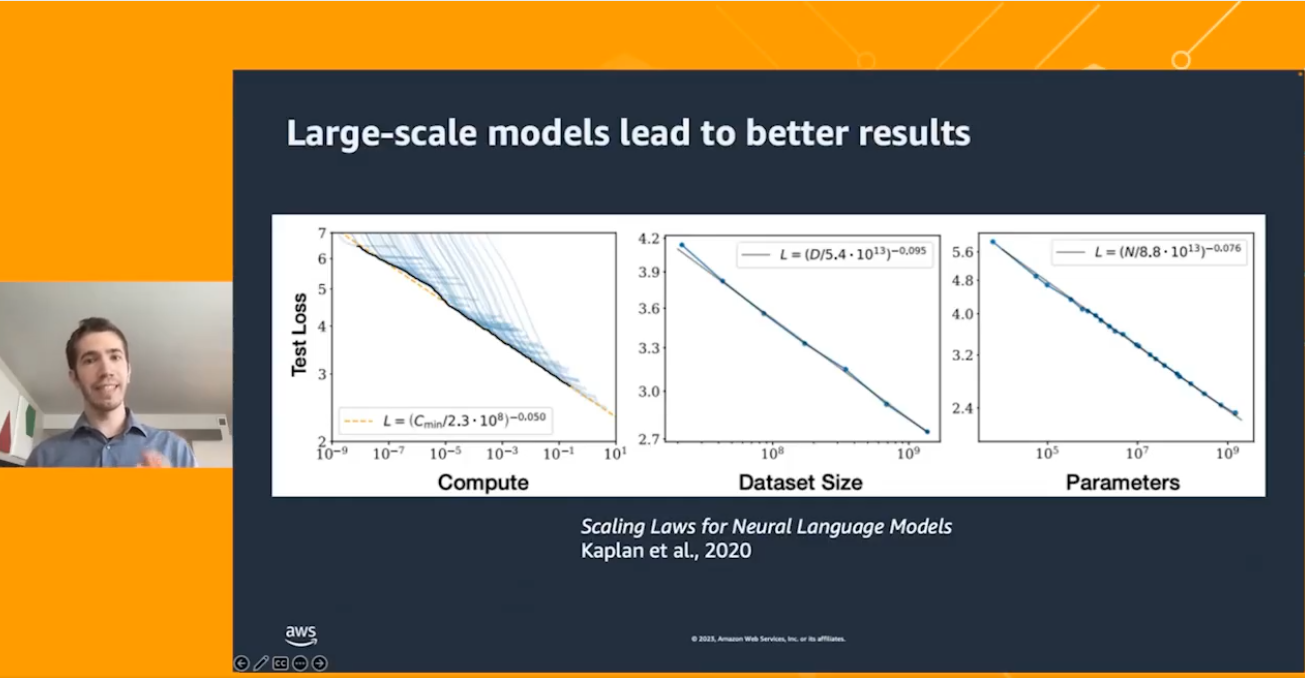 Large-scale models lead to better results
Test Loss
7
6
5
4
3
2
L = (C_min/2.3 · 10^8)^−0.050
10^−9 10^−7 10^−5 10^−3 10^−1 10^1
Compute
4.2
3.9
3.6
3.3
3.0
2.7
L = (D/5.4 · 10^13)^−0.095
10^8 10^9
Dataset Size
5.6
4.8
4.0
3.2
2.4
L = (N/8.8 · 10^13)^−0.076
10^5 10^7 10^9
Parameters
Scaling Laws for Neural Language Models
Kaplan et al., 2020
aws
© 2023, Amazon Web Services, Inc. or its affiliates.
CC